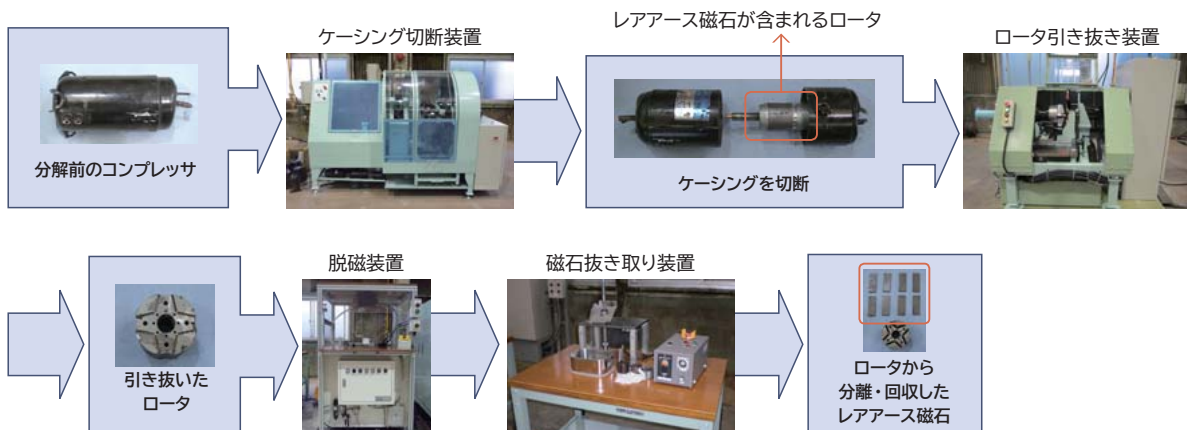 ケーシング切断装置
レアアース磁石が含まれるロータ
ロータ引き抜き装置
分解前のコンプレッサ
ケーシングを切断
脱磁装置
磁石抜き取り装置
引き抜いた
ロータ
ロータから
分離・回収した
レアアース磁石